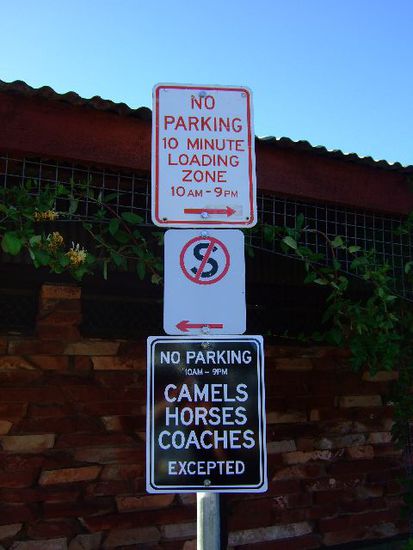 NO
PARKING
10 MINUTE
LOADING
ZONE
10AM-9PM
S
NO PARKING
10AM-9PM
CAMELS
HORSES
COACHES
EXCEPTED